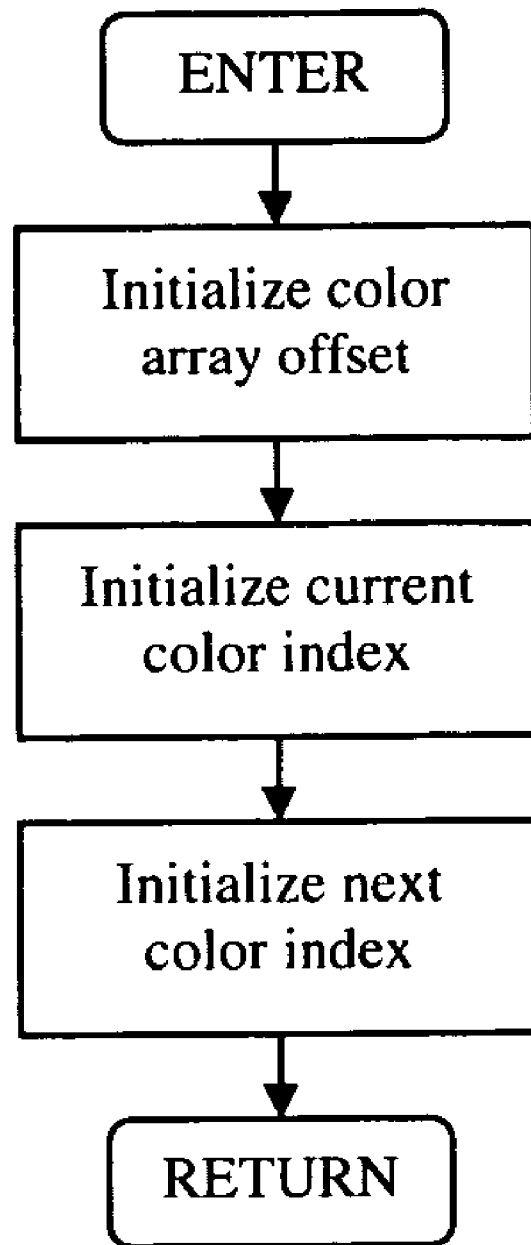 ENTER
Initialize color
array offset
Initialize current
color index
Initialize next
color index
RETURN